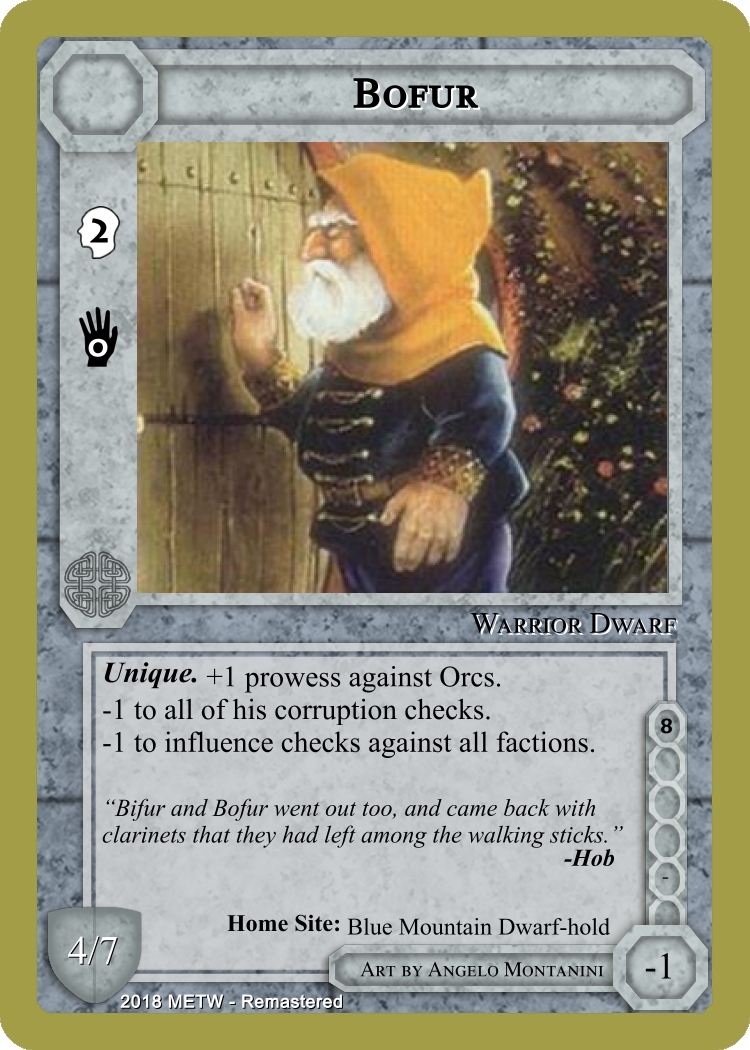 Bofur
2
0
Warrior Dwarf
Unique. +1 prowess against Orcs.
-1 to all of his corruption checks.
-1 to influence checks against all factions.
8
“Bifur and Bofur went out too, and came back with
clarinets that they had left among the walking sticks.”
-Hob
-
Home Site: Blue Mountain Dwarf-hold
4/7
Art by Angelo Montanini
-1
2018 METW - Remastered